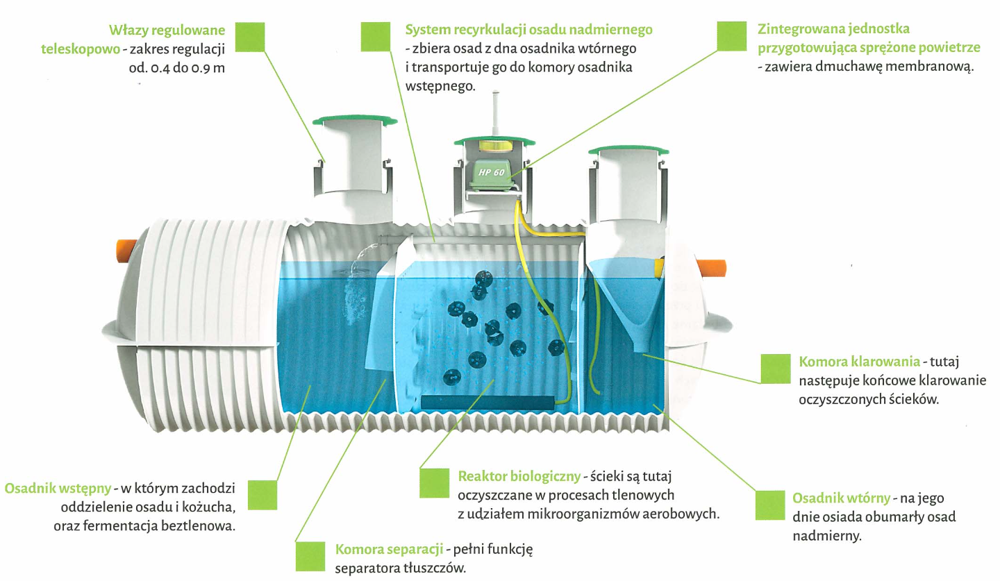 Włazy regulowane
teleskopowo - zakres regulacji
od. 0.4 do 0.9 m
System recyrkulacji osadu nadmiernego
- zbiera osad z dna osadnika wtórnego
i transportuje go do komory osadnika
wstępnego.
Zintegrowana jednostka
przygotowująca sprężone powietrze
- zawiera dmuchawę membranową.
HP 60
Komora klarowania - tutaj
następuje końcowe klarowanie
oczyszczonych ścieków.
Osadnik wstępny - w którym zachodzi
oddzielenie osadu i kożucha,
oraz fermentacja beztlenowa.
Komora separacji - pełni funkcję
separatora tłuszczów.
Reaktor biologiczny - ścieki są tutaj
oczyszczane w procesach tlenowych
z udziałem mikroorganizmów aerobowych.
Osadnik wtórny - na jego
dnie osiada obumarły osad
nadmierny.